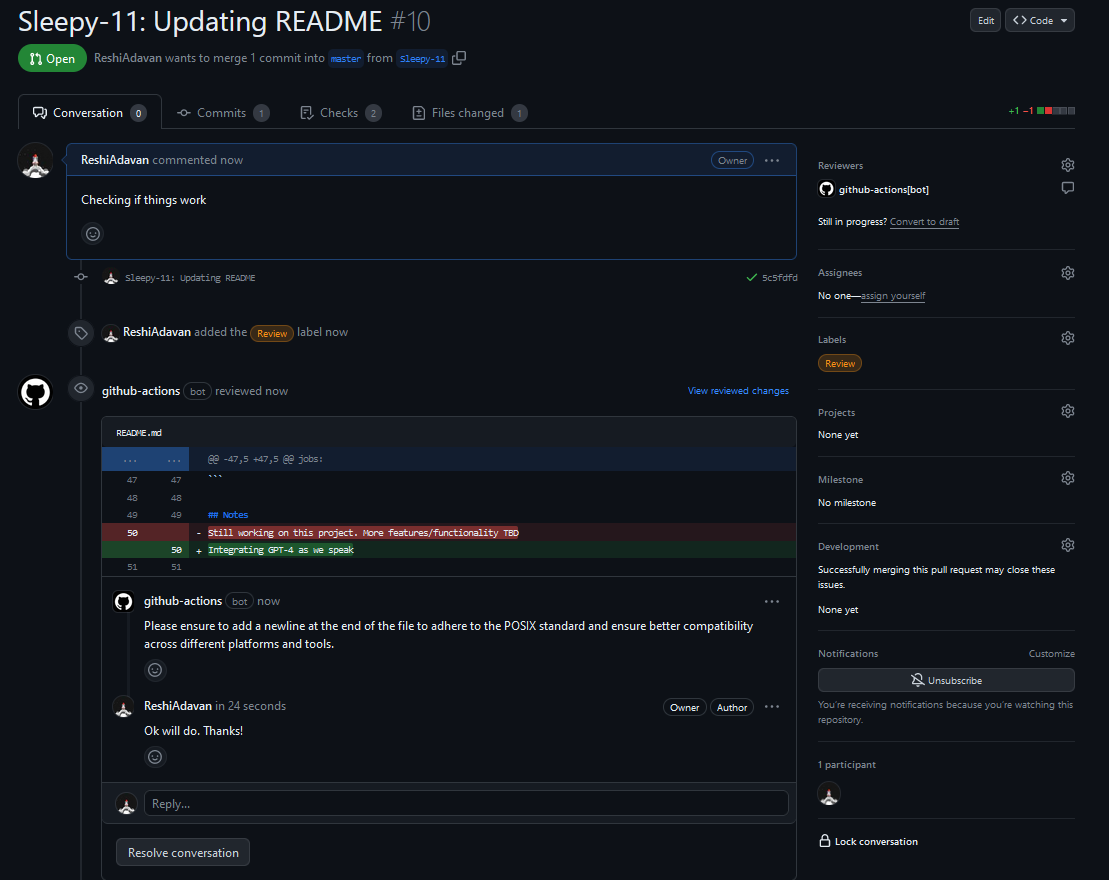 Sleepy-11: Updating README #10
Edit
Code
Open
ReshiAdavan wants to merge 1 commit into master from Sleepy-11
Conversation 0
Commits 1
Checks 2
Files changed 1
+1 −1
ReshiAdavan commented now
Owner
Checking if things work
Sleepy-11: Updating README
5c5fdfd
ReshiAdavan added the Review label now
github-actions bot reviewed now
View reviewed changes
README.md
... ... @@ -47,5 +47,5 @@ jobs:
47 47 ```
48 48
49 49 ## Notes
50 - Still working on this project. More features/functionality TBD
50 + Integrating GPT-4 as we speak
51 51
github-actions bot now
Please ensure to add a newline at the end of the file to adhere to the POSIX standard and ensure better compatibility
across different platforms and tools.
ReshiAdavan in 24 seconds
Owner
Author
Ok will do. Thanks!
Reply...
Resolve conversation
Reviewers
github-actions[bot]
Still in progress? Convert to draft
Assignees
No one—assign yourself
Labels
Review
Projects
None yet
Milestone
No milestone
Development
Successfully merging this pull request may close these
issues.
None yet
Notifications
Customize
Unsubscribe
You're receiving notifications because you're watching this
repository.
1 participant
Lock conversation